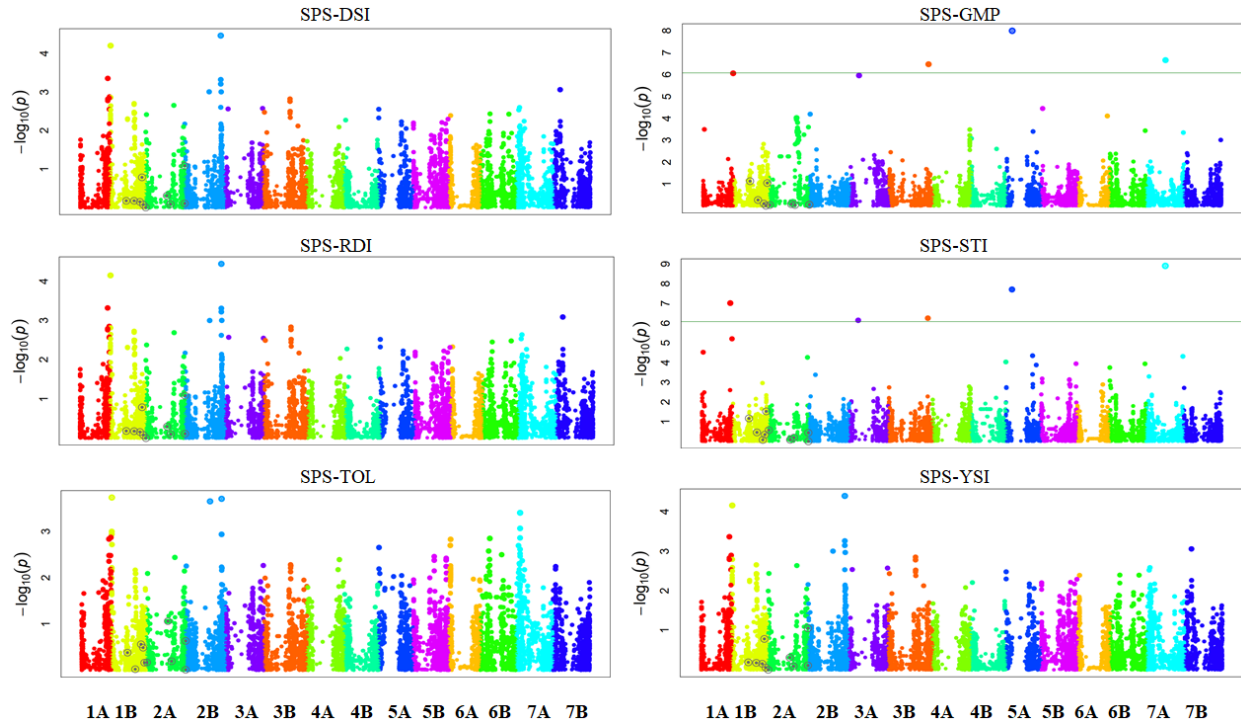 SPS-DSI
−log10(p)
4
3
2
1
SPS-GMP
−log10(p)
8
7
6
5
4
3
2
1
SPS-RDI
−log10(p)
4
3
2
1
SPS-STI
−log10(p)
9
8
7
6
5
4
3
2
1
SPS-TOL
−log10(p)
3
2
1
SPS-YSI
−log10(p)
4
3
2
1
1A 1B 2A 2B 3A 3B 4A 4B 5A 5B 6A 6B 7A 7B
1A 1B 2A 2B 3A 3B 4A 4B 5A 5B 6A 6B 7A 7B